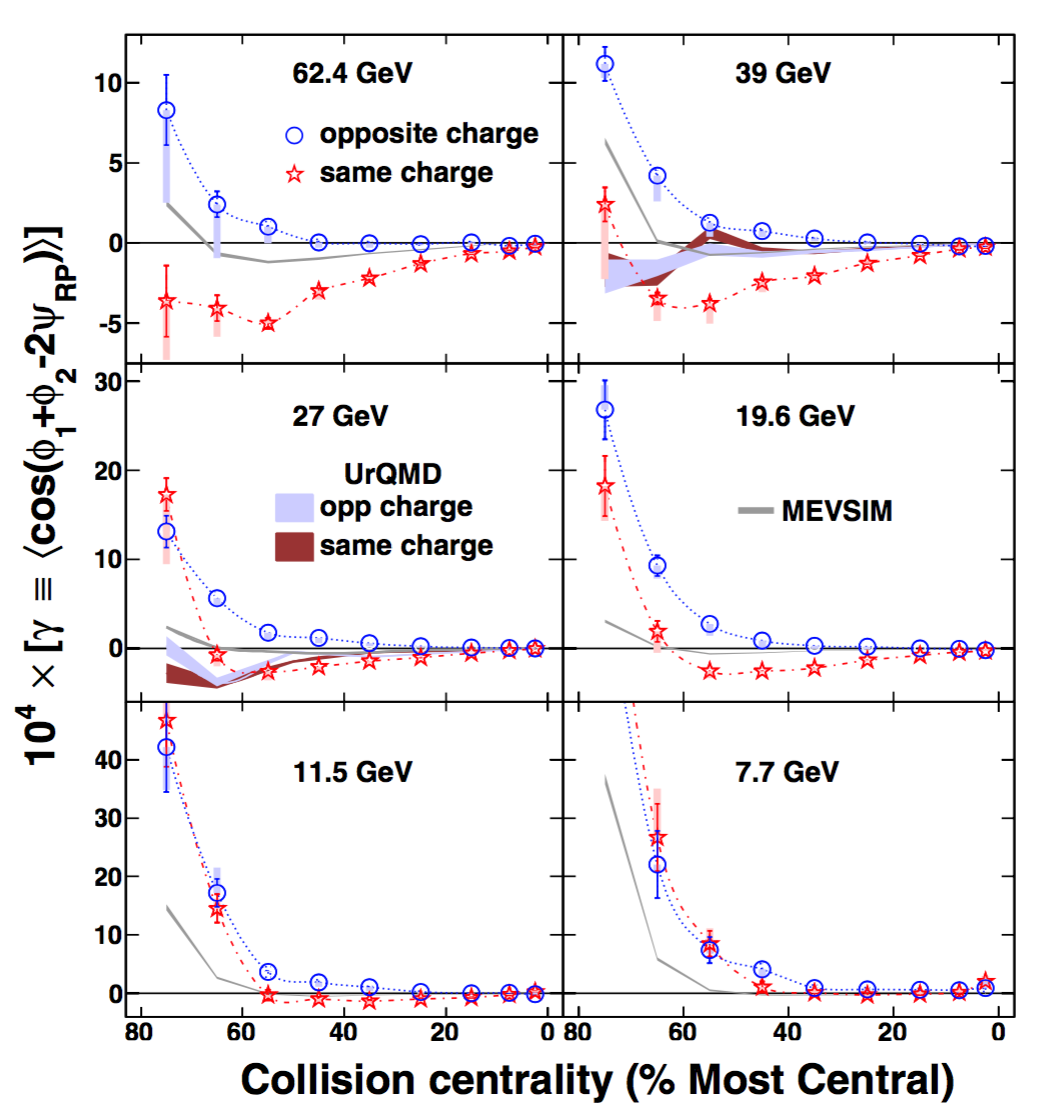 10⁴ × [γ ≡ ⟨cos(ϕ₁+ϕ₂-2ψ_RP)⟩]
62.4 GeV
opposite charge
same charge
39 GeV
10
5
0
-5
27 GeV
UrQMD
opp charge
same charge
19.6 GeV
MEVSIM
30
20
10
0
11.5 GeV
7.7 GeV
40
30
20
10
0
80 60 40 20 0 80 60 40 20 0
Collision centrality (% Most Central)